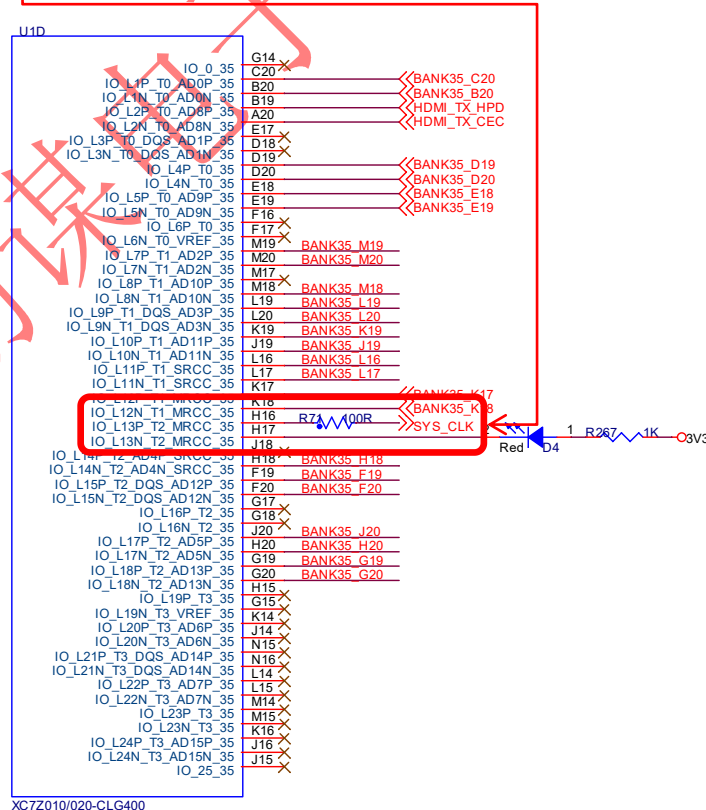 U1D
IO_0_35 G14
IO_L1P_T0_AD0P_35 C20 BANK35_C20
IO_L1N_T0_AD0N_35 B20 BANK35_B20
IO_L2P_T0_AD8P_35 B19 HDMI_TX_HPD
IO_L2N_T0_AD8N_35 A20 HDMI_TX_CEC
IO_L3P_T0_DQS_AD1P_35 E17
IO_L3N_T0_DQS_AD1N_35 D18
IO_L4P_T0_35 D19 BANK35_D19
IO_L4N_T0_35 D20 BANK35_D20
IO_L5P_T0_AD9P_35 E18 BANK35_E18
IO_L5N_T0_AD9N_35 E19 BANK35_E19
IO_L6P_T0_35 F16
IO_L6N_T0_VREF_35 F17
IO_L7P_T1_AD2P_35 M19 BANK35_M19
IO_L7N_T1_AD2N_35 M20 BANK35_M20
IO_L8P_T1_AD10P_35 M17
IO_L8N_T1_AD10N_35 M18 BANK35_M18
IO_L9P_T1_DQS_AD3P_35 L19 BANK35_L19
IO_L9N_T1_DQS_AD3N_35 L20 BANK35_L20
IO_L10P_T1_AD11P_35 K19 BANK35_K19
IO_L10N_T1_AD11N_35 J19 BANK35_J19
IO_L11P_T1_SRCC_35 L16 BANK35_L16
IO_L11N_T1_SRCC_35 L17 BANK35_L17
IO_L12P_T1_MRCC_35 K17 BANK35_K17
IO_L12N_T1_MRCC_35 K18 BANK35_K18
IO_L13P_T2_MRCC_35 H16 R71 100R SYS_CLK
IO_L13N_T2_MRCC_35 H17 2 Red D4 1 R267 1K 3V3
IO_L14P_T2_AD4P_SRCC_35 J18
IO_L14N_T2_AD4N_SRCC_35 H18 BANK35_H18
IO_L15P_T2_DQS_AD12P_35 F19 BANK35_F19
IO_L15N_T2_DQS_AD12N_35 F20 BANK35_F20
IO_L16P_T2_35 G17
IO_L16N_T2_35 G18
IO_L17P_T2_AD5P_35 J20 BANK35_J20
IO_L17N_T2_AD5N_35 H20 BANK35_H20
IO_L18P_T2_AD13P_35 G19 BANK35_G19
IO_L18N_T2_AD13N_35 G20 BANK35_G20
IO_L19P_T3_35 H15
IO_L19N_T3_VREF_35 G15
IO_L20P_T3_AD6P_35 K14
IO_L20N_T3_AD6N_35 J14
IO_L21P_T3_DQS_AD14P_35 N15
IO_L21N_T3_DQS_AD14N_35 N16
IO_L22P_T3_AD7P_35 L14
IO_L22N_T3_AD7N_35 L15
IO_L23P_T3_35 M14
IO_L23N_T3_35 M15
IO_L24P_T3_AD15P_35 K16
IO_L24N_T3_AD15N_35 J16
IO_25_35 J15
XC7Z010/020-CLG400